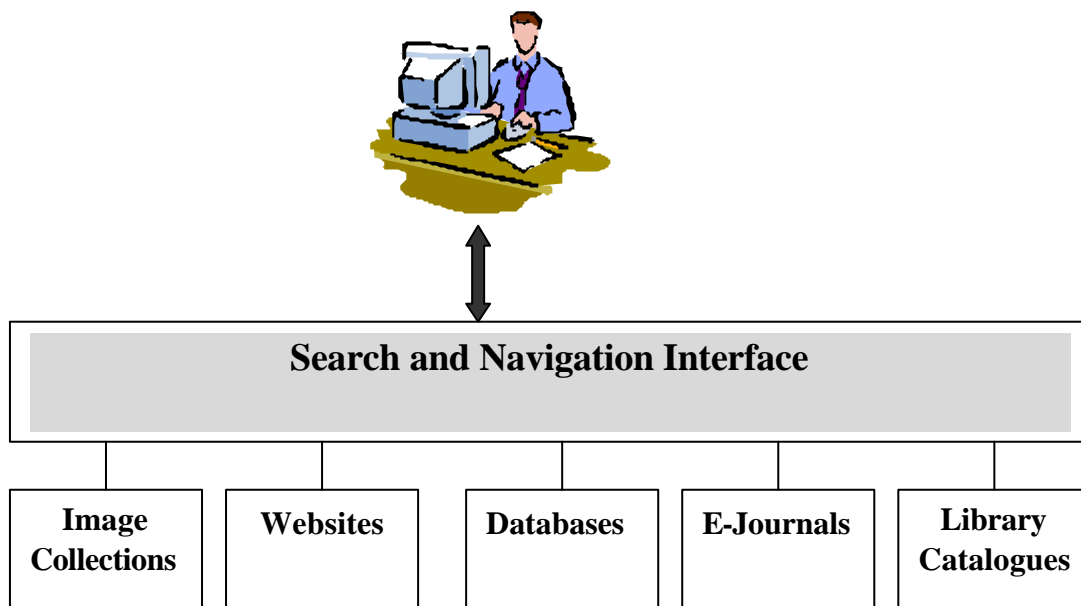 Search and Navigation Interface
Image
Collections
Websites
Databases
E-Journals
Library
Catalogues